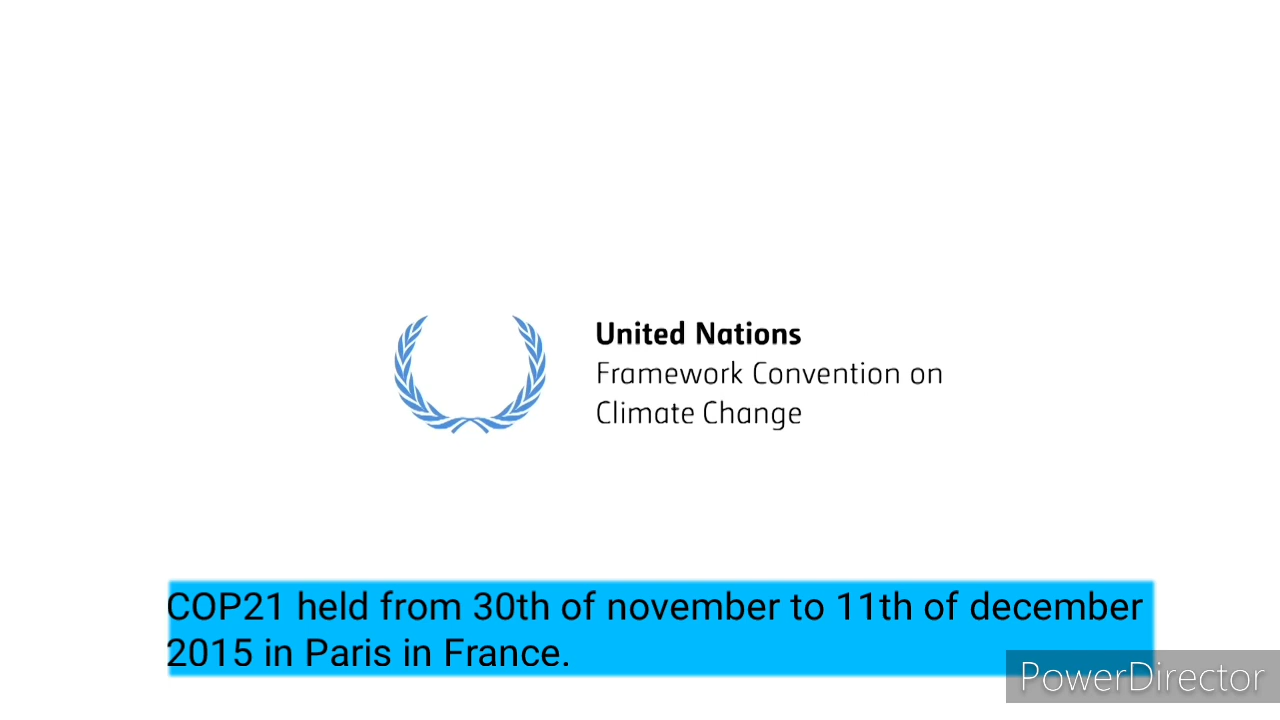 United Nations
Framework Convention on
Climate Change
COP21 held from 30th of november to 11th of december
2015 in Paris in France.
PowerDirector